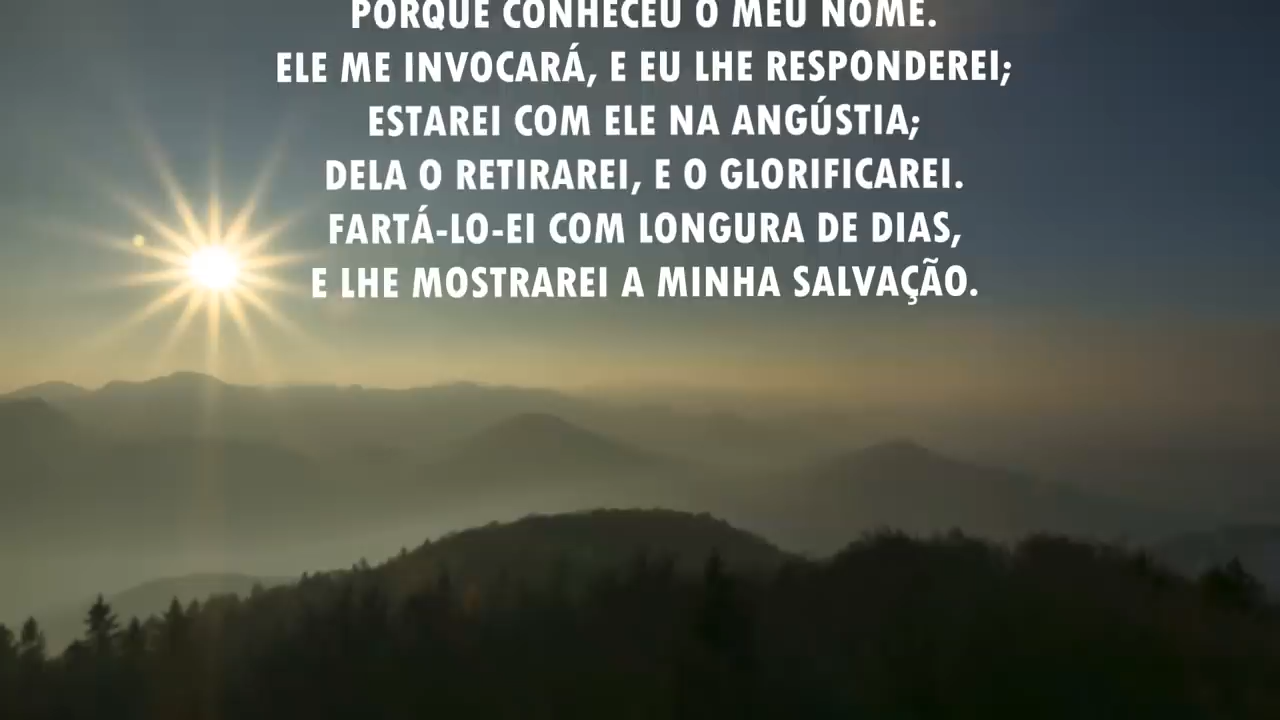 PORQUE CONHECEU O MEU NOME.
ELE ME INVOCARÁ, E EU LHE RESPONDEREI;
ESTAREI COM ELE NA ANGÚSTIA;
DELA O RETIRAREI, E O GLORIFICAREI.
FARTÁ-LO-EI COM LONGURA DE DIAS,
E LHE MOSTRAREI A MINHA SALVAÇÃO.